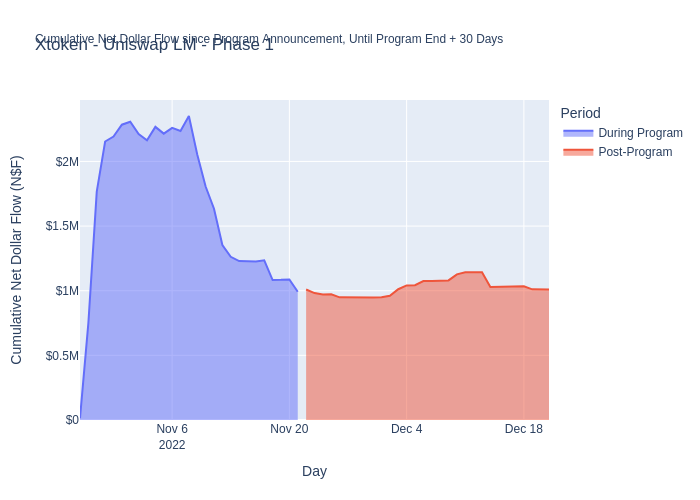 Cumulative Net Dollar Flow since Program Announcement, Until Program End + 30 Days
Xtoken - Uniswap LM - Phase 1
Period
During Program
Post-Program
Cumulative Net Dollar Flow (N$F)
$2M
$1.5M
$1M
$0.5M
$0
Nov 6
2022
Nov 20
Dec 4
Dec 18
Day